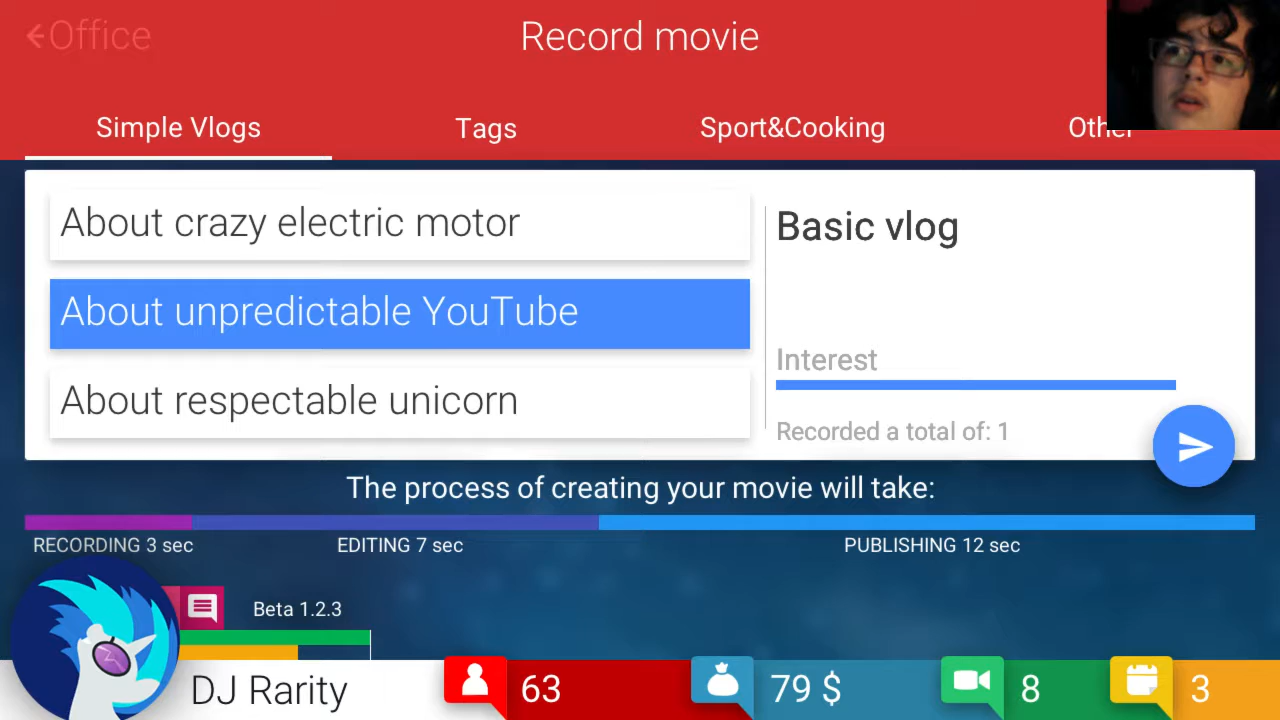 Office
Record movie
Simple Vlogs
Tags
Sport&Cooking
Other
About crazy electric motor
About unpredictable YouTube
About respectable unicorn
Basic vlog
Interest
Recorded a total of: 1
The process of creating your movie will take:
RECORDING 3 sec
EDITING 7 sec
PUBLISHING 12 sec
Beta 1.2.3
DJ Rarity
63
79 $
8
3